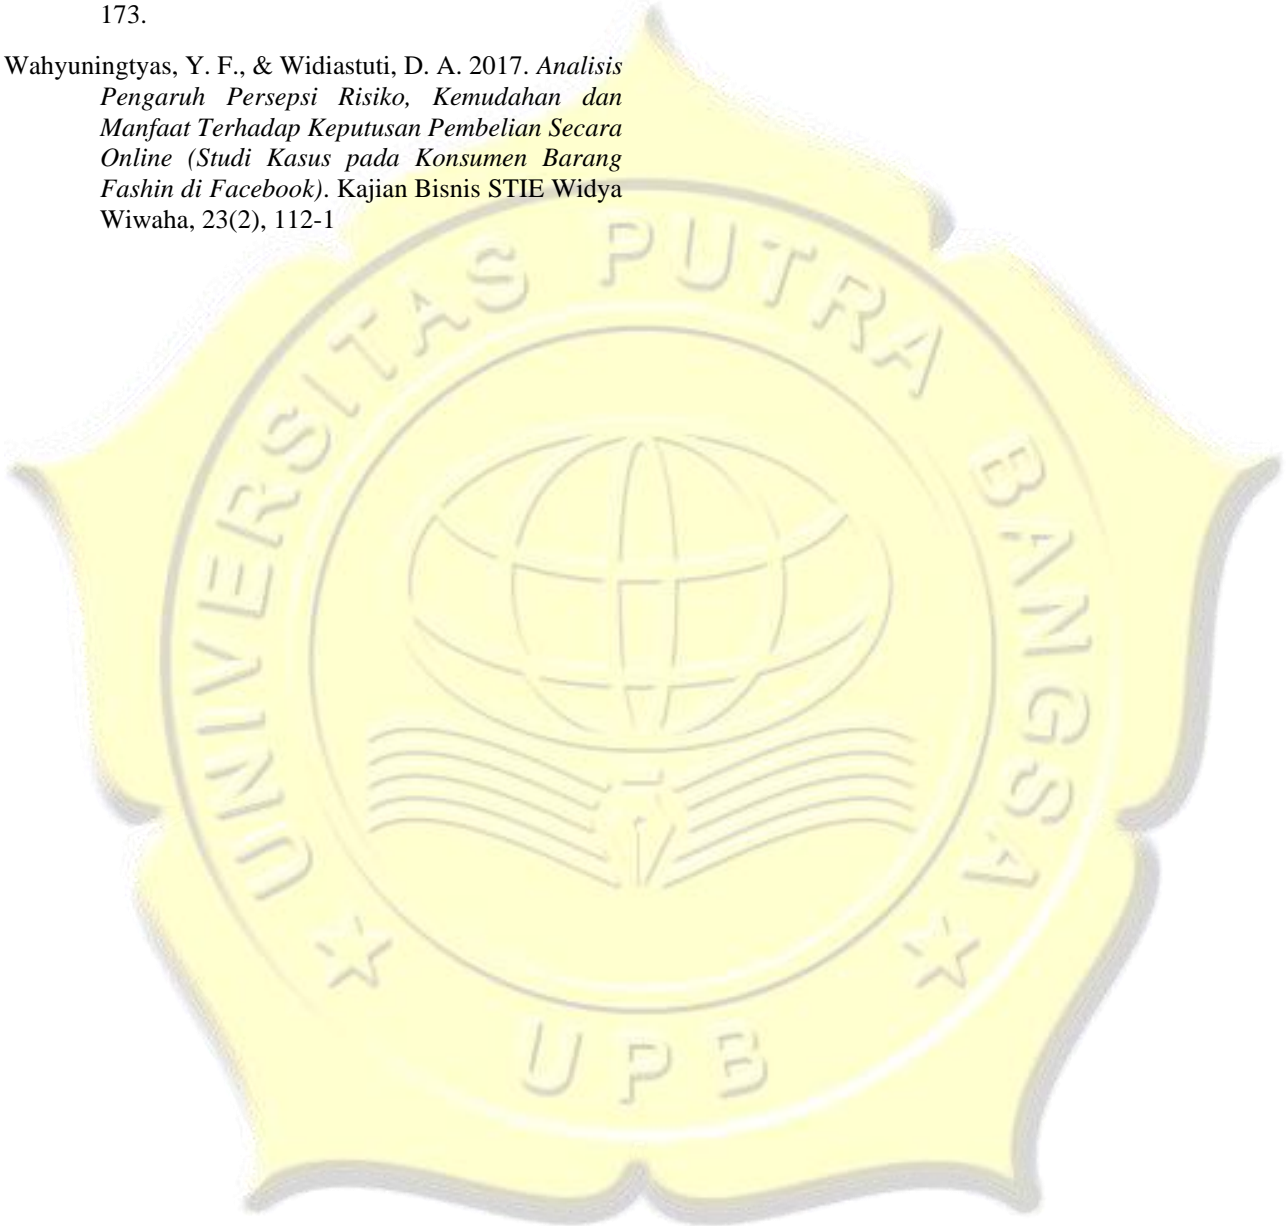 173.
Wahyuningtyas, Y. F., & Widiastuti, D. A. 2017. Analisis
Pengaruh Persepsi Risiko, Kemudahan dan
Manfaat Terhadap Keputusan Pembelian Secara
Online (Studi Kasus pada Konsumen Barang
Fashin di Facebook). Kajian Bisnis STIE Widya
Wiwaha, 23(2), 112-1
UNIVERSITAS PUTRA BANGSA
UPB